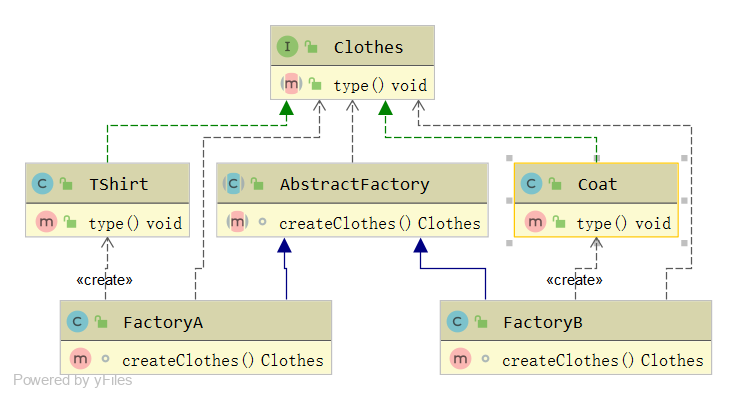 I Clothes
m type() void
C TShirt
m type() void
C AbstractFactory
m createClothes() Clothes
C Coat
m type() void
«create»
«create»
C FactoryA
m createClothes() Clothes
C FactoryB
m createClothes() Clothes
Powered by yFiles